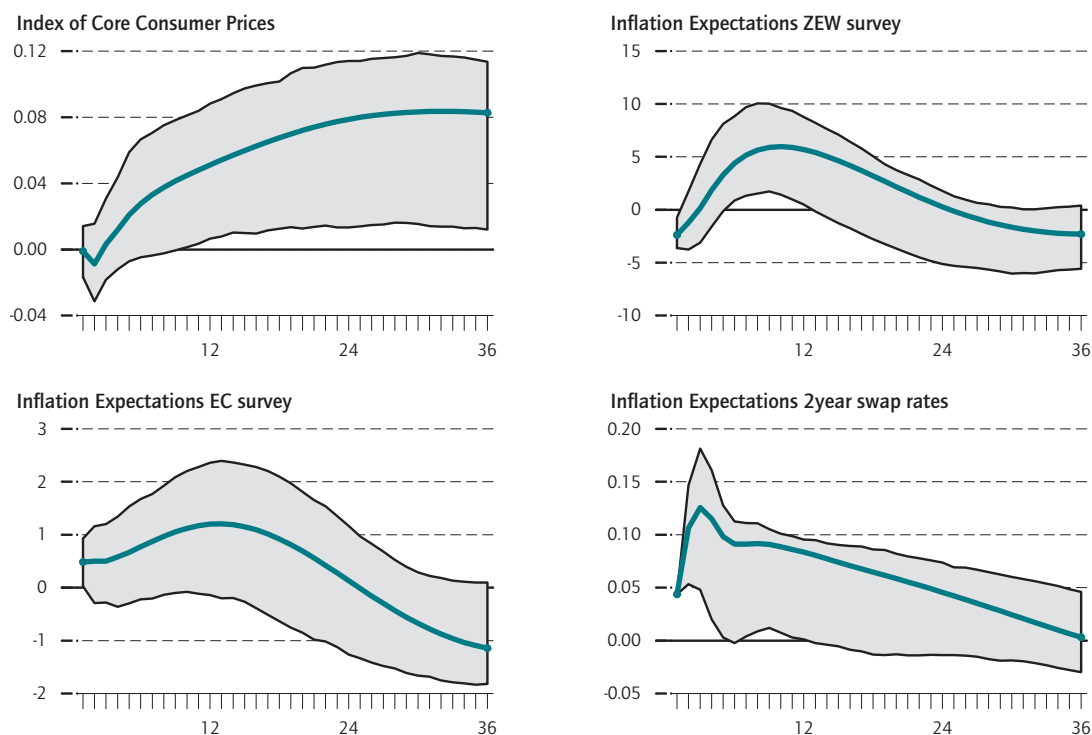 Index of Core Consumer Prices
0.12
0.08
0.04
0.00
-0.04
12 24 36
Inflation Expectations ZEW survey
15
10
5
0
-5
-10
12 24 36
Inflation Expectations EC survey
3
2
1
0
-1
-2
12 24 36
Inflation Expectations 2year swap rates
0.20
0.15
0.10
0.05
0.00
-0.05
12 24 36